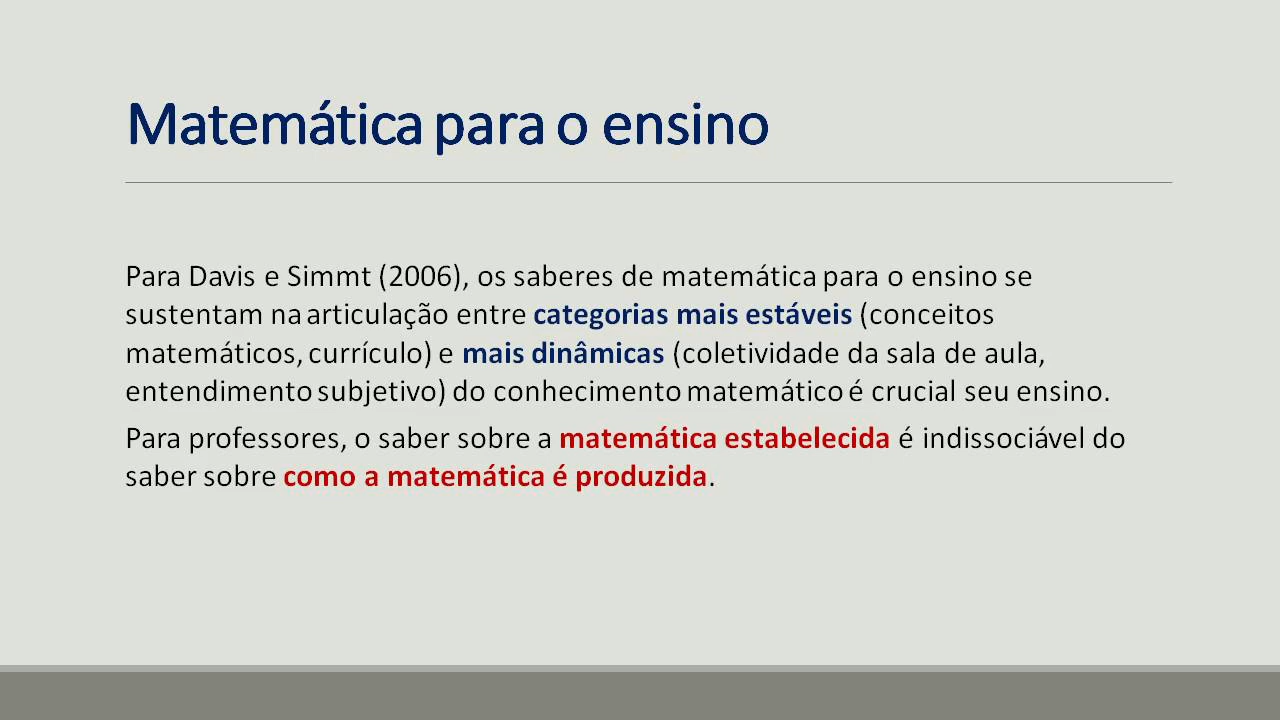 Matemática para o ensino
Para Davis e Simmt (2006), os saberes de matemática para o ensino se
sustentam na articulação entre categorias mais estáveis (conceitos
matemáticos, currículo) e mais dinâmicas (coletividade da sala de aula,
entendimento subjetivo) do conhecimento matemático é crucial seu ensino.
Para professores, o saber sobre a matemática estabelecida é indissociável do
saber sobre como a matemática é produzida.